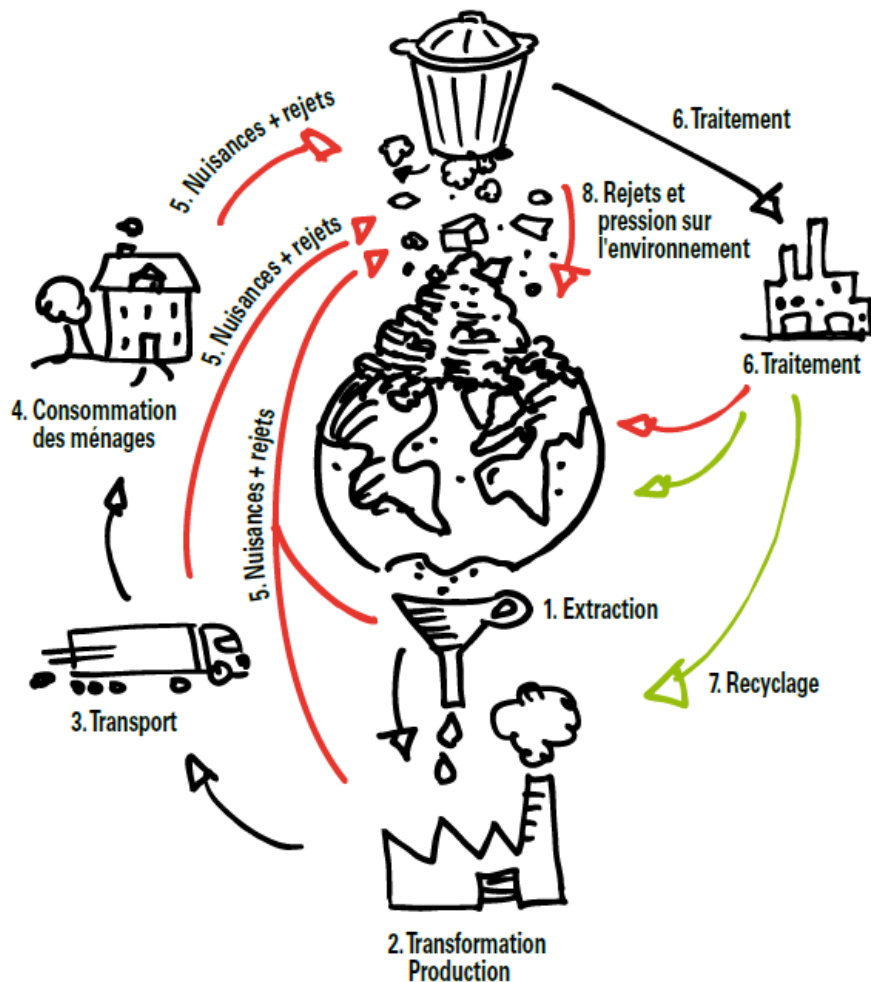 5. Nuisances + rejets
6. Traitement
8. Rejets et
pression sur
l'environnement
5. Nuisances + rejets
6. Traitement
4. Consommation
des ménages
5. Nuisances + rejets
1. Extraction
7. Recyclage
3. Transport
2. Transformation
Production